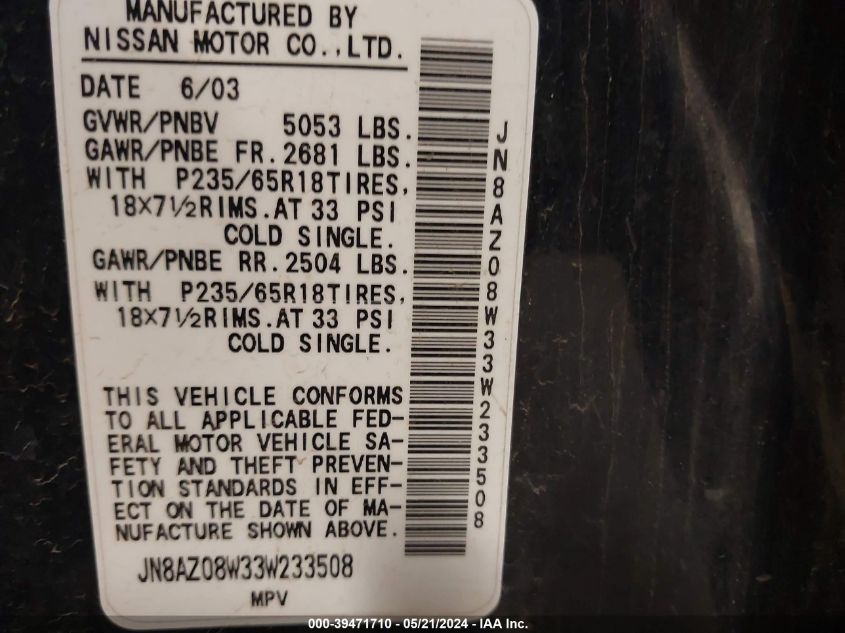 MANUFACTURED BY
NISSAN MOTOR CO.,LTD.
DATE 6/03
GVWR/PNBV 5053 LBS.
GAWR/PNBE FR.2681 LBS.
WITH P235/65R18TIRES,
18X7½RIMS.AT 33 PSI
COLD SINGLE.
GAWR/PNBE RR.2504 LBS.
WITH P235/65R18TIRES,
18X7½RIMS.AT 33 PSI
COLD SINGLE.
THIS VEHICLE CONFORMS
TO ALL APPLICABLE FED-
ERAL MOTOR VEHICLE SA-
FETY AND THEFT PREVEN-
TION STANDARDS IN EFF-
ECT ON THE DATE OF MA-
NUFACTURE SHOWN ABOVE.
JN8AZ08W33W233508
MPV
JN8AZ08W33W233508
000-39471710 - 05/21/2024 - IAA Inc.